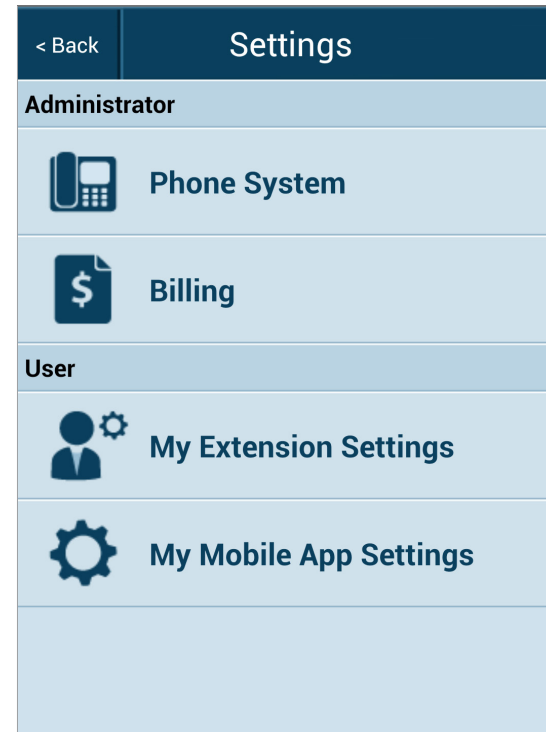 < Back
Settings
Administrator
Phone System
$
Billing
User
My Extension Settings
My Mobile App Settings